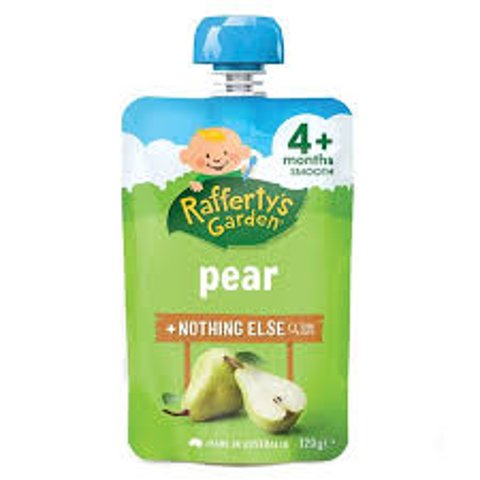 4+
months
SMOOTH
Rafferty's
Garden
pear
+ NOTHING ELSE
MADE IN AUSTRALIA
120g